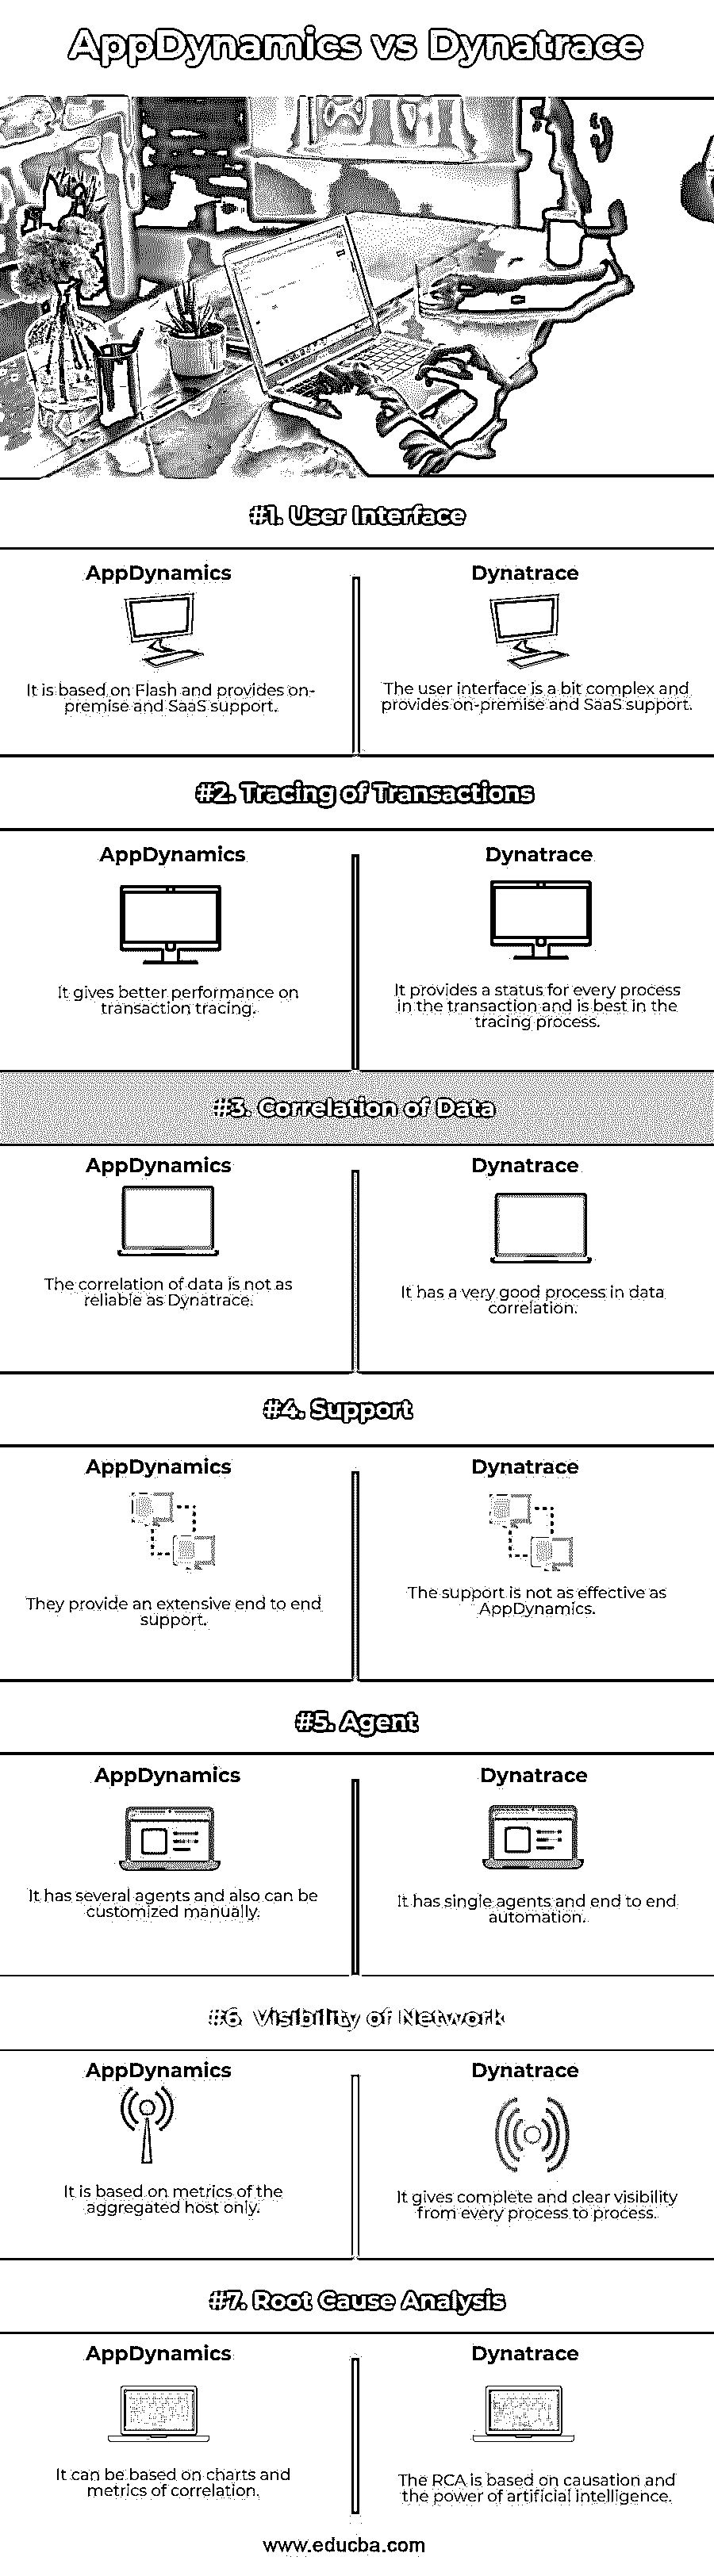 AppDynamics vs Dynatrace
#1. User Interface
AppDynamics
Dynatrace
It is based on Flash and provides on-
premise and SaaS support.
The user interface is a bit complex and
provides on-premise and SaaS support.
#2. Tracing of Transactions
AppDynamics
Dynatrace
It gives better performance on
transaction tracing.
It provides a status for every process
in the transaction and is best in the
tracing process.
#3. Correlation of Data
AppDynamics
Dynatrace
The correlation of data is not as
reliable as Dynatrace.
It has a very good process in data
correlation.
#4. Support
AppDynamics
Dynatrace
They provide an extensive end to end
support.
The support is not as effective as
AppDynamics.
#5. Agent
AppDynamics
Dynatrace
It has several agents and also can be
customized manually.
It has single agents and end to end
automation.
#6. Visibility of Network
AppDynamics
Dynatrace
It is based on metrics of the
aggregated host only.
It gives complete and clear visibility
from every process to process.
#7. Root Cause Analysis
AppDynamics
Dynatrace
It can be based on charts and
metrics of correlation.
The RCA is based on causation and
the power of artificial intelligence.
www.educba.com